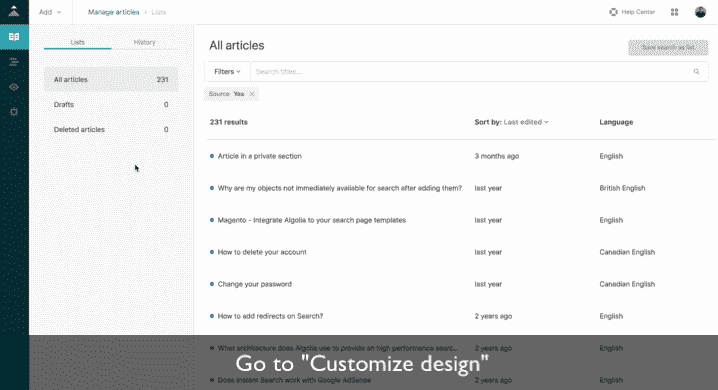 Add
Manage articles › Lists
Help Center
Lists
History
All articles 231
Drafts 0
Deleted articles 0
All articles
Save search as list
Filters
Search titles...
Source: Yes
231 results
Sort by: Last edited
Language
Article in a private section
3 months ago
English
Why are my objects not immediately available for search after adding them?
last year
British English
Magento - Integrate Algolia to your search page templates
last year
English
How to delete your account
last year
Canadian English
Change your password
last year
Canadian English
How to add redirects on Search?
2 years ago
English
What architecture does Algolia use to provide an high performance searc...
2 years ago
English
Does Instant Search work with Google AdSense
2 years ago
English
Go to "Customize design"